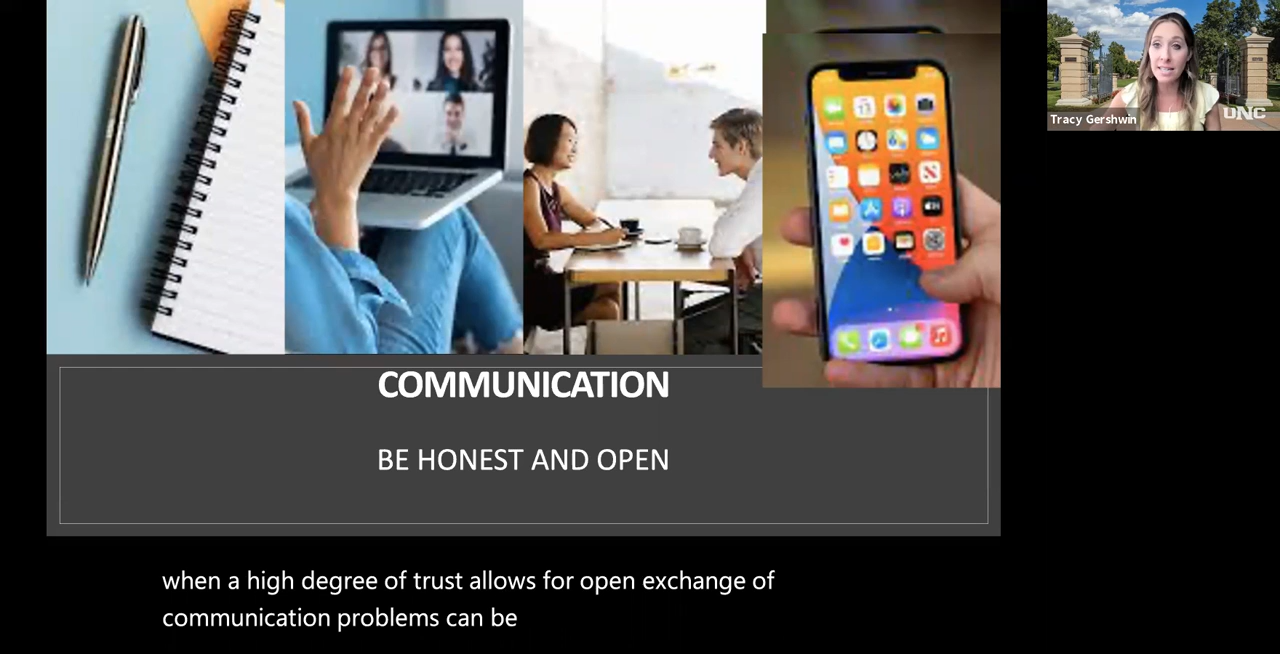 Tracy Gershwin
UNC
COMMUNICATION
BE HONEST AND OPEN
when a high degree of trust allows for open exchange of
communication problems can be